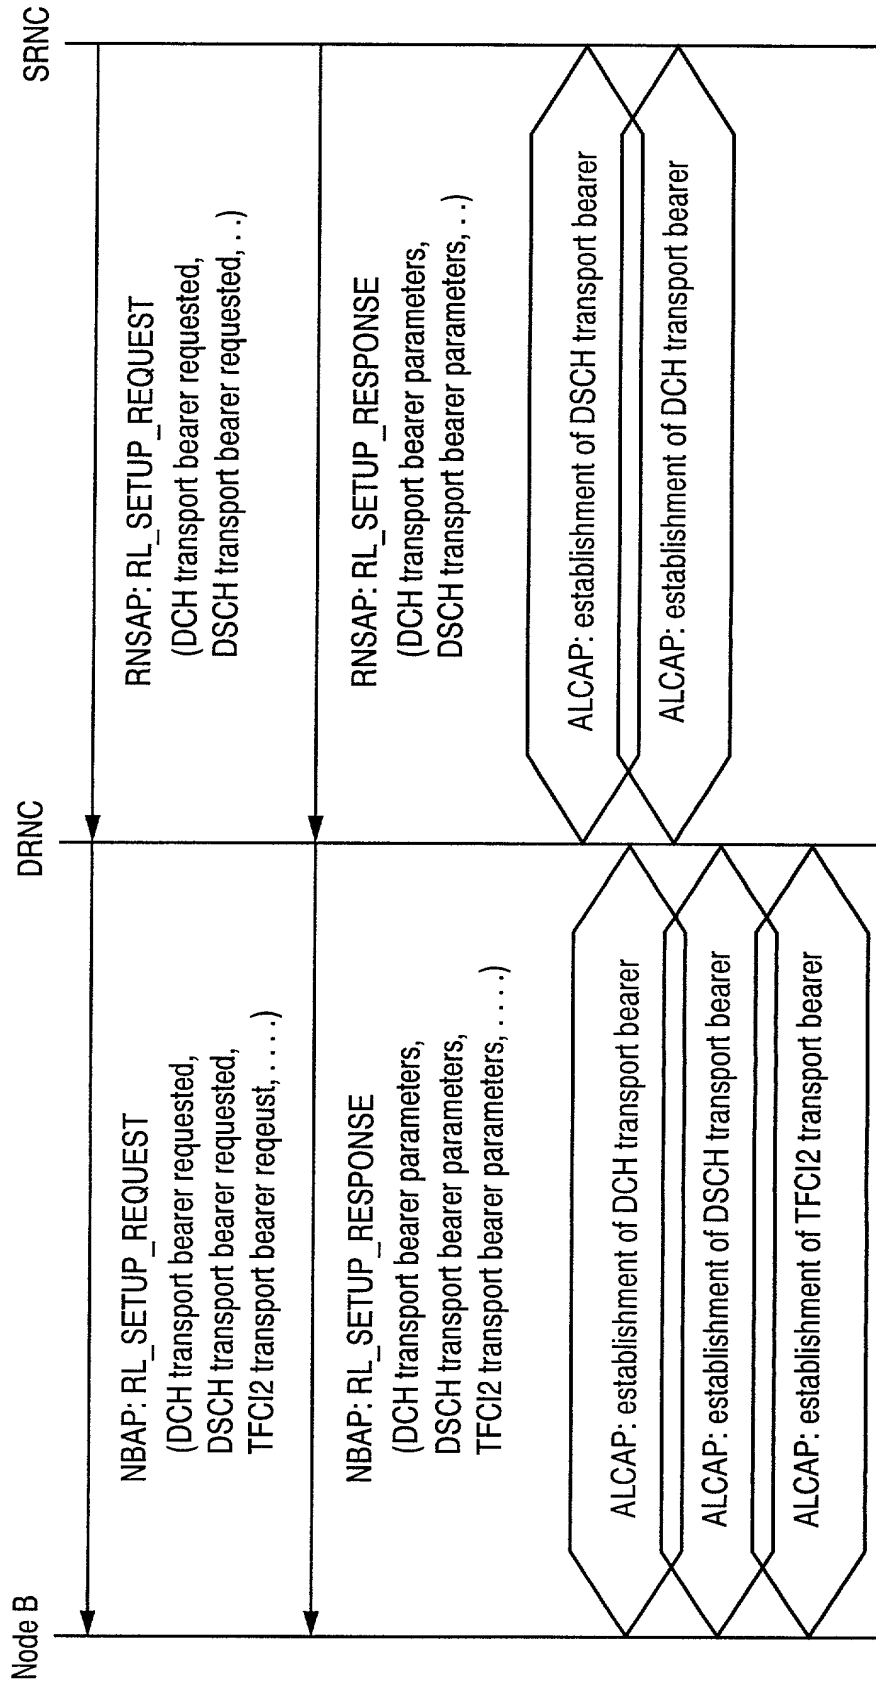 Node B
DRNC
SRNC
NBAP: RL_SETUP_REQUEST
(DCH transport bearer requested,
DSCH transport bearer requested,
TFCI2 transport bearer reqeust, . . . .)
RNSAP: RL_SETUP_REQUEST
(DCH transport bearer requested,
DSCH transport bearer requested, . .)
NBAP: RL_SETUP_RESPONSE
(DCH transport bearer parameters,
DSCH transport bearer parameters,
TFCI2 transport bearer parameters, . . . .)
RNSAP: RL_SETUP_RESPONSE
(DCH transport bearer parameters,
DSCH transport bearer parameters, . .)
ALCAP: establishment of DCH transport bearer
ALCAP: establishment of DSCH transport bearer
ALCAP: establishment of TFCI2 transport bearer
ALCAP: establishment of DSCH transport bearer
ALCAP: establishment of DCH transport bearer